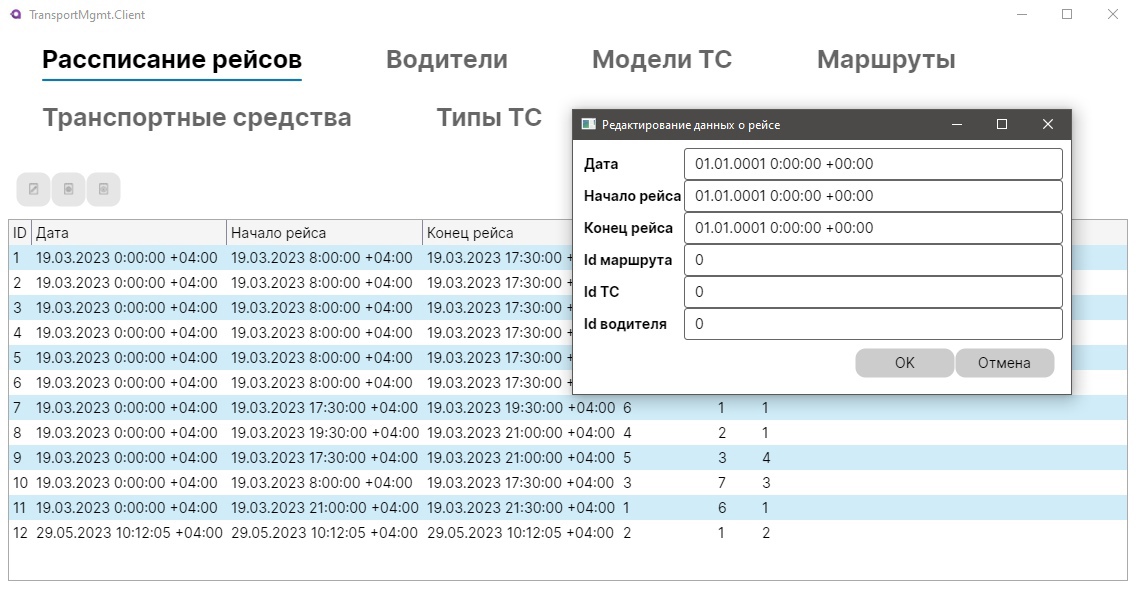 TransportMgmt.Client
Рассписание рейсов Водители Модели ТС Маршруты
Транспортные средства Типы ТС
Редактирование данных о рейсе
Дата 01.01.0001 0:00:00 +00:00
Начало рейса 01.01.0001 0:00:00 +00:00
Конец рейса 01.01.0001 0:00:00 +00:00
Id маршрута 0
Id ТС 0
Id водителя 0
OK Отмена
ID Дата Начало рейса Конец рейса
1 19.03.2023 0:00:00 +04:00 19.03.2023 8:00:00 +04:00 19.03.2023 17:30:00 +
2 19.03.2023 0:00:00 +04:00 19.03.2023 8:00:00 +04:00 19.03.2023 17:30:00 +
3 19.03.2023 0:00:00 +04:00 19.03.2023 8:00:00 +04:00 19.03.2023 17:30:00 +
4 19.03.2023 0:00:00 +04:00 19.03.2023 8:00:00 +04:00 19.03.2023 17:30:00 +
5 19.03.2023 0:00:00 +04:00 19.03.2023 8:00:00 +04:00 19.03.2023 17:30:00 +
6 19.03.2023 0:00:00 +04:00 19.03.2023 8:00:00 +04:00 19.03.2023 17:30:00 +
7 19.03.2023 0:00:00 +04:00 19.03.2023 17:30:00 +04:00 19.03.2023 19:30:00 +04:00 6 1 1
8 19.03.2023 0:00:00 +04:00 19.03.2023 19:30:00 +04:00 19.03.2023 21:00:00 +04:00 4 2 1
9 19.03.2023 0:00:00 +04:00 19.03.2023 17:30:00 +04:00 19.03.2023 21:00:00 +04:00 5 3 4
10 19.03.2023 0:00:00 +04:00 19.03.2023 8:00:00 +04:00 19.03.2023 17:30:00 +04:00 3 7 3
11 19.03.2023 0:00:00 +04:00 19.03.2023 21:00:00 +04:00 19.03.2023 21:30:00 +04:00 1 6 1
12 29.05.2023 10:12:05 +04:00 29.05.2023 10:12:05 +04:00 29.05.2023 10:12:05 +04:00 2 1 2